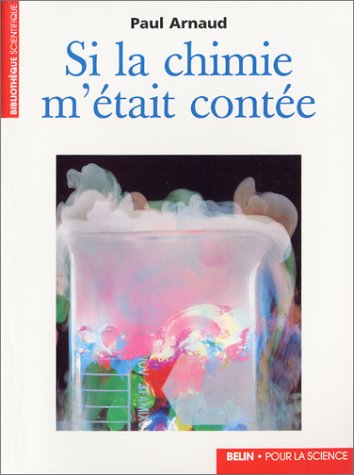 Paul Arnaud
BIBLIOTHÈQUE SCIENTIFIQUE
Si la chimie
m'était contée
BELIN • POUR LA SCIENCE